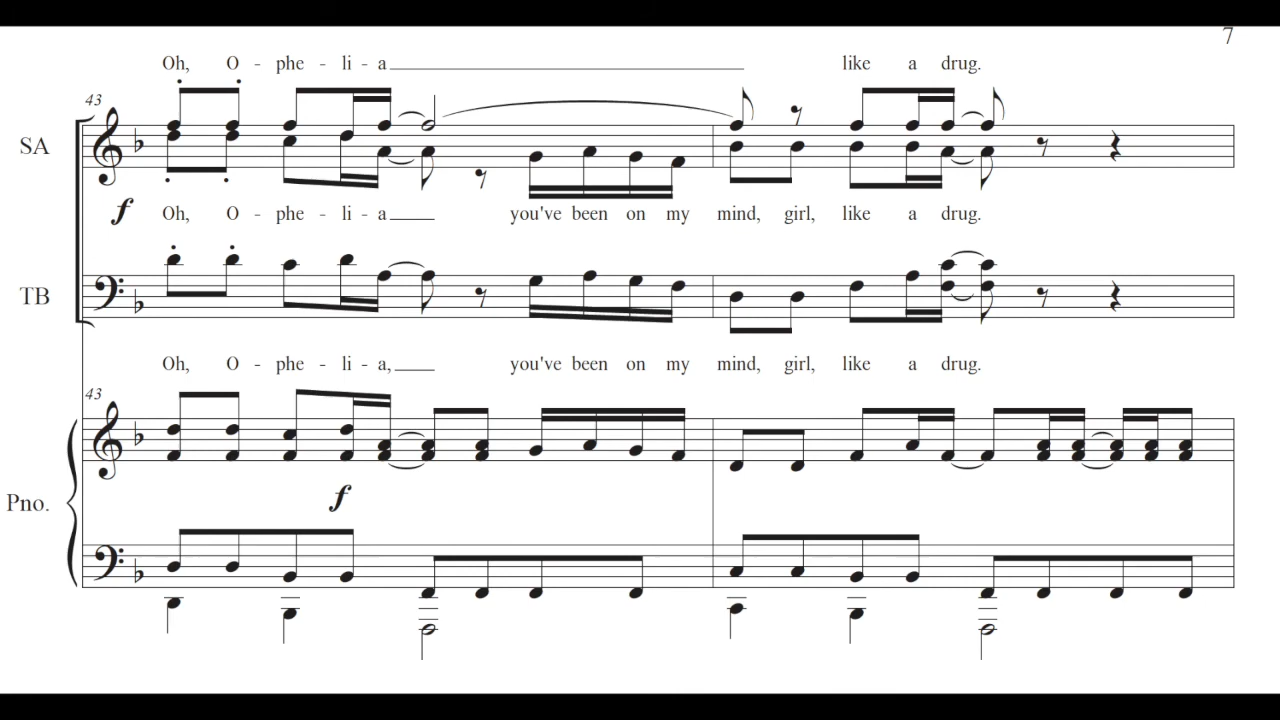 7
Oh, O - phe - li - a like a drug.
43
SA
f Oh, O - phe - li - a you've been on my mind, girl, like a drug.
TB
Oh, O - phe - li - a, you've been on my mind, girl, like a drug.
43
f
Pno.